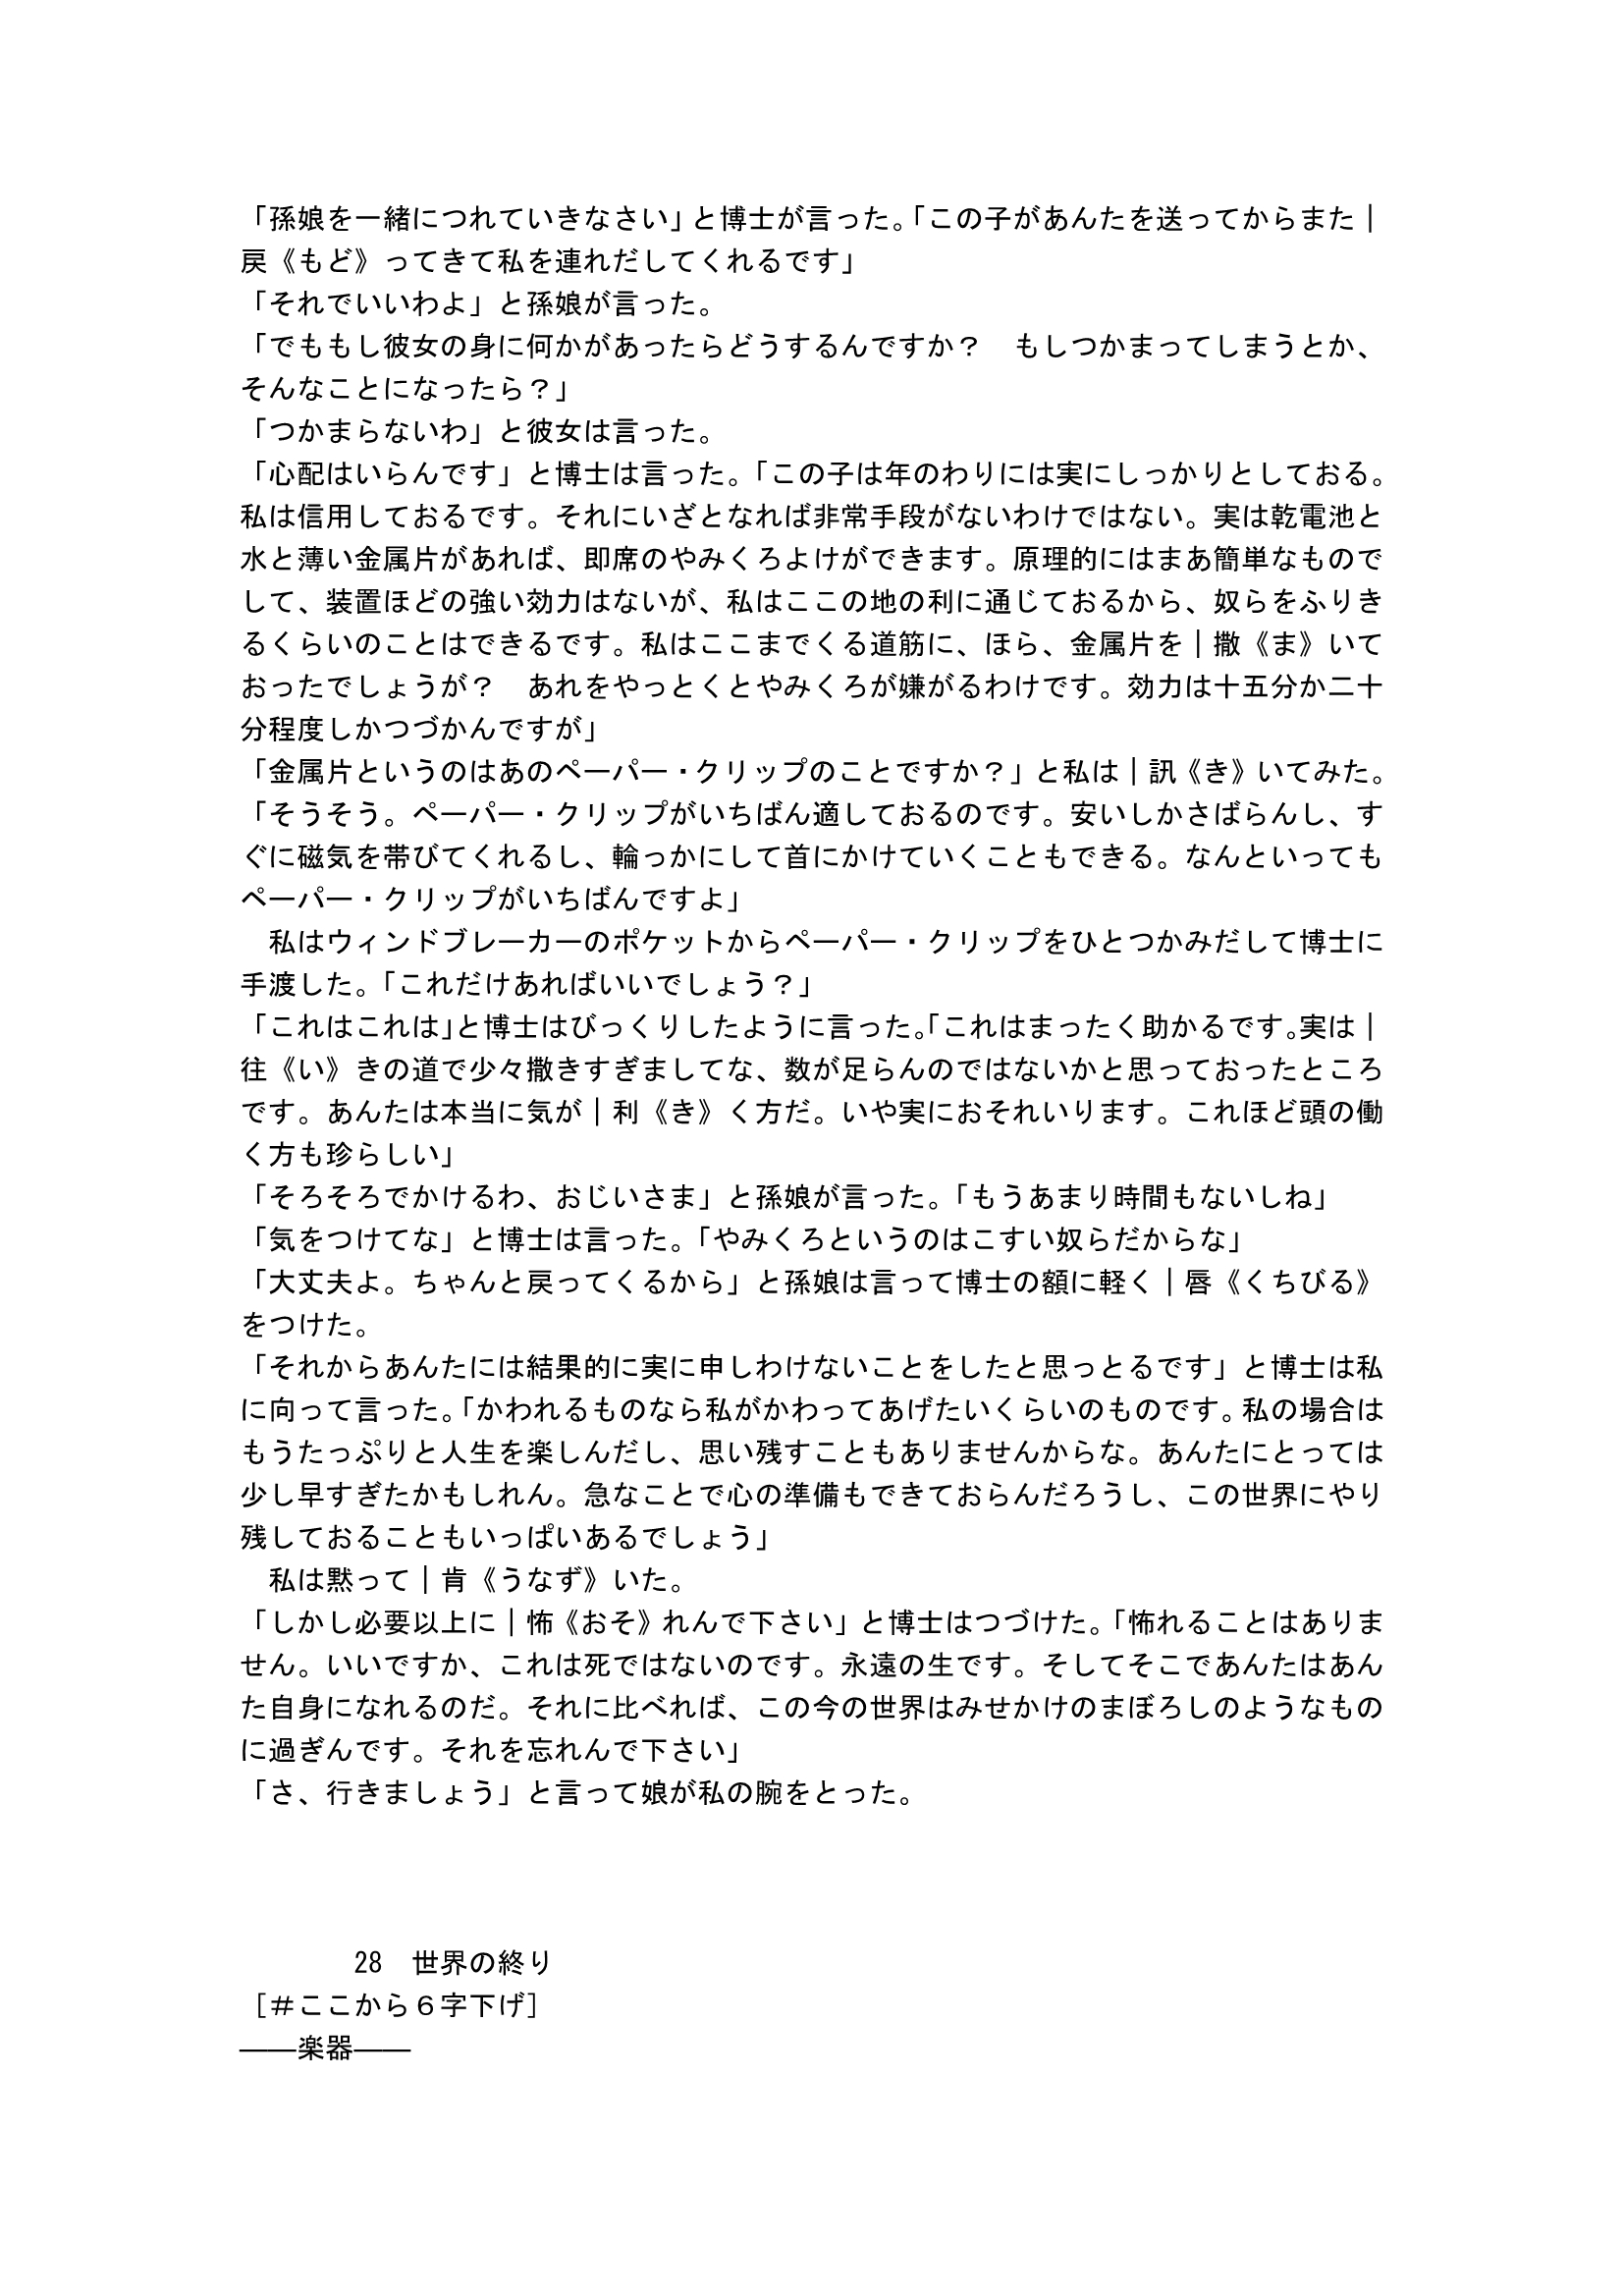 「孫娘を一緒につれていきなさい」と博士が言った。「この子があんたを送ってからまた｜
戻《もど》ってきて私を連れだしてくれるです」
「それでいいわよ」と孫娘が言った。
「でももし彼女の身に何かがあったらどうするんですか？　もしつかまってしまうとか、
そんなことになったら？」
「つかまらないわ」と彼女は言った。
「心配はいらんです」と博士は言った。「この子は年のわりには実にしっかりとしておる。
私は信用しておるです。それにいざとなれば非常手段がないわけではない。実は乾電池と
水と薄い金属片があれば、即席のやみくろよけができます。原理的にはまあ簡単なもので
して、装置ほどの強い効力はないが、私はここの地の利に通じておるから、奴らをふりき
るくらいのことはできるです。私はここまでくる道筋に、ほら、金属片を｜撒《ま》いて
おったでしょうが？　あれをやっとくとやみくろが嫌がるわけです。効力は十五分か二十
分程度しかつづかんですが」
「金属片というのはあのペーパー・クリップのことですか？」と私は｜訊《き》いてみた。
「そうそう。ペーパー・クリップがいちばん適しておるのです。安いしかさばらんし、す
ぐに磁気を帯びてくれるし、輪っかにして首にかけていくこともできる。なんといっても
ペーパー・クリップがいちばんですよ」
　私はウィンドブレーカーのポケットからペーパー・クリップをひとつかみだして博士に
手渡した。「これだけあればいいでしょう？」
「これはこれは」と博士はびっくりしたように言った。「これはまったく助かるです。実は｜
往《い》きの道で少々撒きすぎましてな、数が足らんのではないかと思っておったところ
です。あんたは本当に気が｜利《き》く方だ。いや実におそれいります。これほど頭の働
く方も珍らしい」
「そろそろでかけるわ、おじいさま」と孫娘が言った。「もうあまり時間もないしね」
「気をつけてな」と博士は言った。「やみくろというのはこすい奴らだからな」
「大丈夫よ。ちゃんと戻ってくるから」と孫娘は言って博士の額に軽く｜唇《くちびる》
をつけた。
「それからあんたには結果的に実に申しわけないことをしたと思っとるです」と博士は私
に向って言った。「かわれるものなら私がかわってあげたいくらいのものです。私の場合は
もうたっぷりと人生を楽しんだし、思い残すこともありませんからな。あんたにとっては
少し早すぎたかもしれん。急なことで心の準備もできておらんだろうし、この世界にやり
残しておることもいっぱいあるでしょう」
　私は黙って｜肯《うなず》いた。
「しかし必要以上に｜怖《おそ》れんで下さい」と博士はつづけた。「怖れることはありま
せん。いいですか、これは死ではないのです。永遠の生です。そしてそこであんたはあん
た自身になれるのだ。それに比べれば、この今の世界はみせかけのまぼろしのようなもの
に過ぎんです。それを忘れんで下さい」
「さ、行きましょう」と言って娘が私の腕をとった。
28　世界の終り
［＃ここから６字下げ］
――楽器――